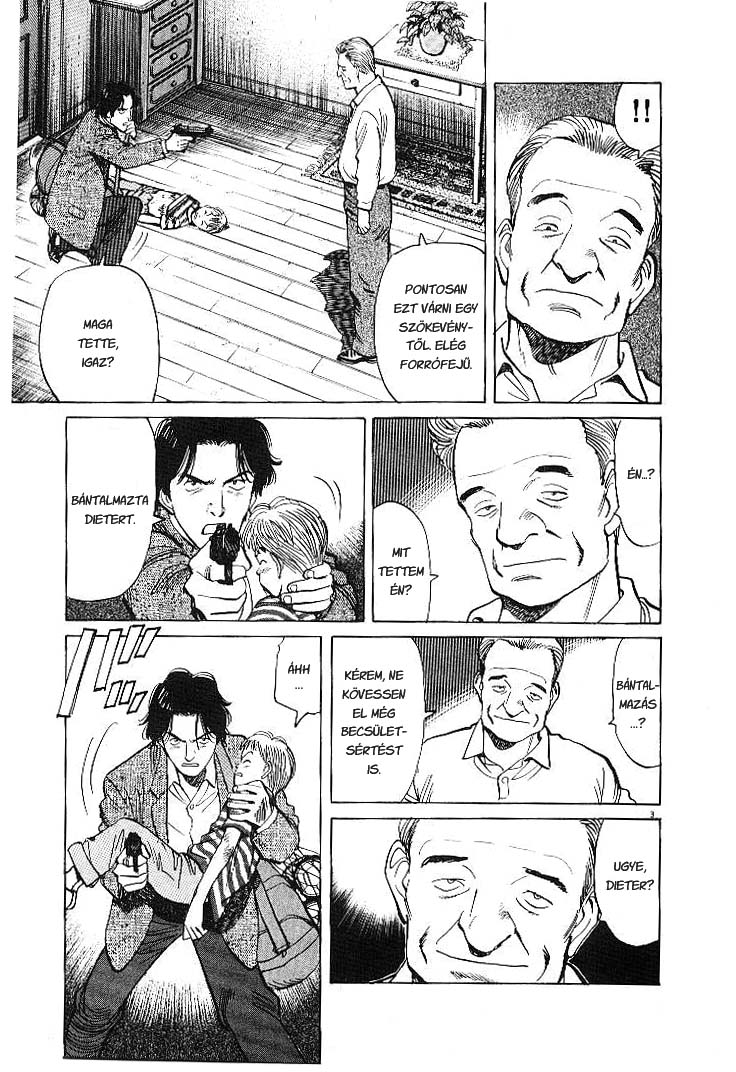 !!
PONTOSAN
EZT VÁRNI EGY
SZÖKEVÉNY-
TŐL. ELÉG
FORRÓFEJŰ.
MAGA
TETTE,
IGAZ?
ÉN...?
MIT
TETTEM
ÉN?
BÁNTALMAZTA
DIETERT.
BÁNTAL-
MAZÁS
...?
KÉREM, NE
KÖVESSEN
EL MÉG
BECSÜLET-
SÉRTÉST
IS.
3
UGYE,
DIETER?
ÁHH
...